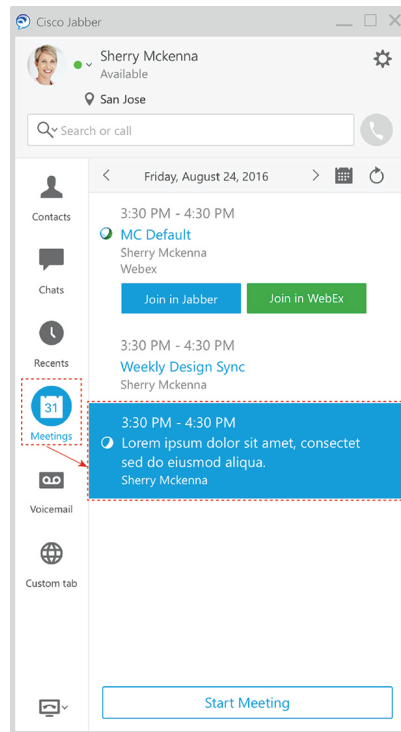 Cisco Jabber
Sherry Mckenna
Available
San Jose
Search or call
Contacts
Chats
Recents
31
Meetings
Voicemail
Custom tab
Friday, August 24, 2016
3:30 PM - 4:30 PM
MC Default
Sherry Mckenna
Webex
Join in Jabber
Join in WebEx
3:30 PM - 4:30 PM
Weekly Design Sync
Sherry Mckenna
3:30 PM - 4:30 PM
Lorem ipsum dolor sit amet, consectet
sed do eiusmod aliqua.
Sherry Mckenna
Start Meeting